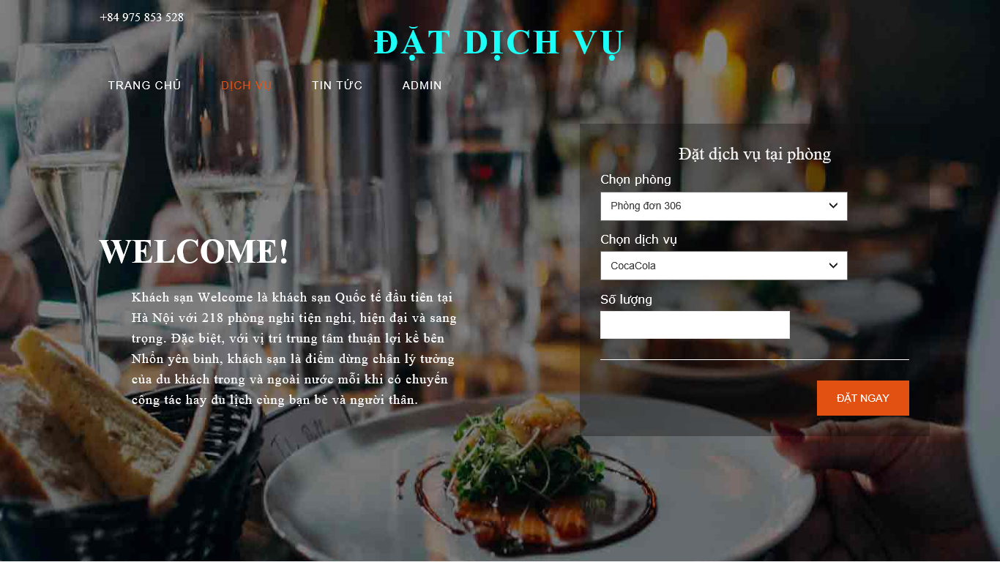 +84 975 853 528
ĐẶT DỊCH VỤ
TRANG CHỦ DỊCH VỤ TIN TỨC ADMIN
WELCOME!
Khách sạn Welcome là khách sạn Quốc tế đầu tiên tại
Hà Nội với 218 phòng nghỉ tiện nghi, hiện đại và sang
trọng. Đặc biệt, với vị trí trung tâm thuận lợi kề bên
Nhổn yên bình, khách sạn là điểm dừng chân lý tưởng
của du khách trong và ngoài nước mỗi khi có chuyến
công tác hay du lịch cùng bạn bè và người thân.
Đặt dịch vụ tại phòng
Chọn phòng
Phòng đơn 306
Chọn dịch vụ
CocaCola
Số lượng
ĐẶT NGAY